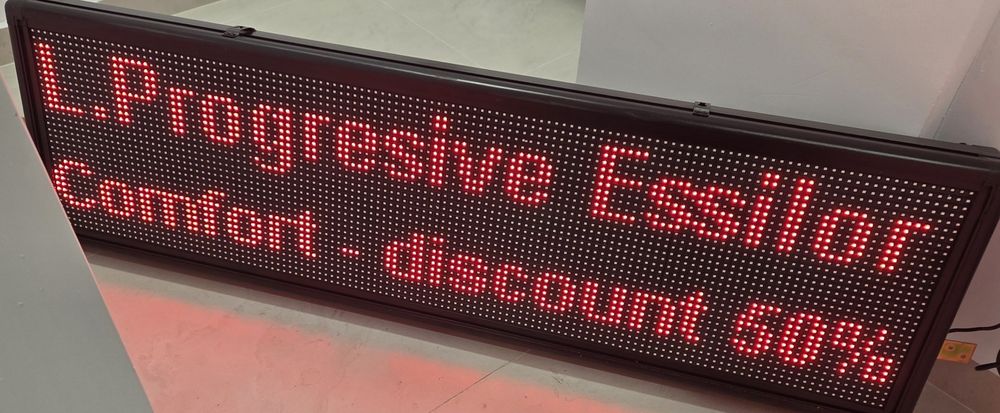 L.Progresive Essilor
Comfort - discount 50%